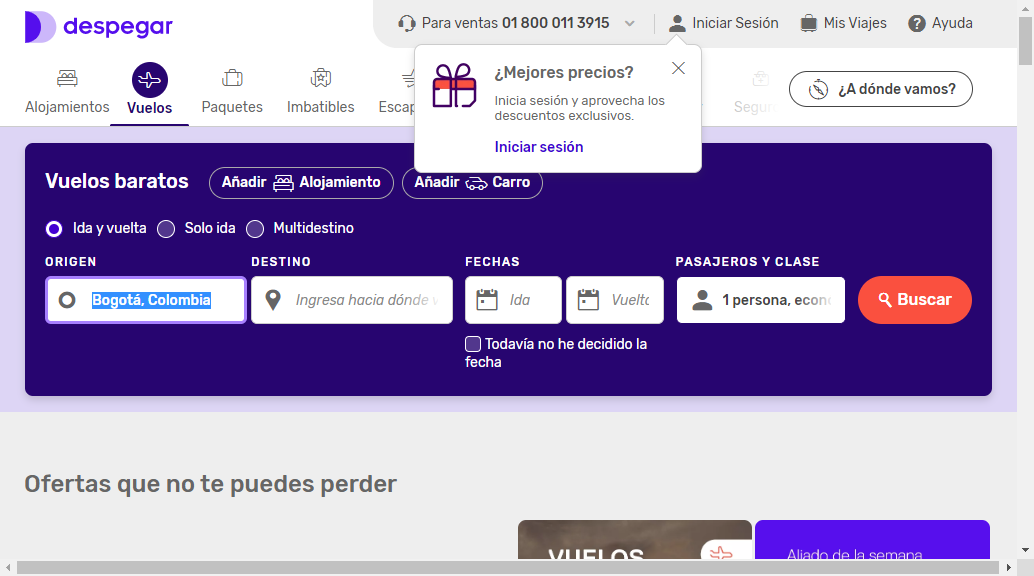 despegar
Para ventas 01 800 011 3915
Iniciar Sesión
Mis Viajes
Ayuda
Alojamientos
Vuelos
Paquetes
Imbatibles
Escap
Segur
¿A dónde vamos?
¿Mejores precios?
Inicia sesión y aprovecha los
descuentos exclusivos.
Iniciar sesión
Vuelos baratos
Añadir Alojamiento
Añadir Carro
Ida y vuelta
Solo ida
Multidestino
ORIGEN
DESTINO
FECHAS
PASAJEROS Y CLASE
Bogotá, Colombia
Ingresa hacia dónde v
Ida
Vuelta
1 persona, econ
Buscar
Todavía no he decidido la
fecha
Ofertas que no te puedes perder
VUELOS
Aliado de la semana